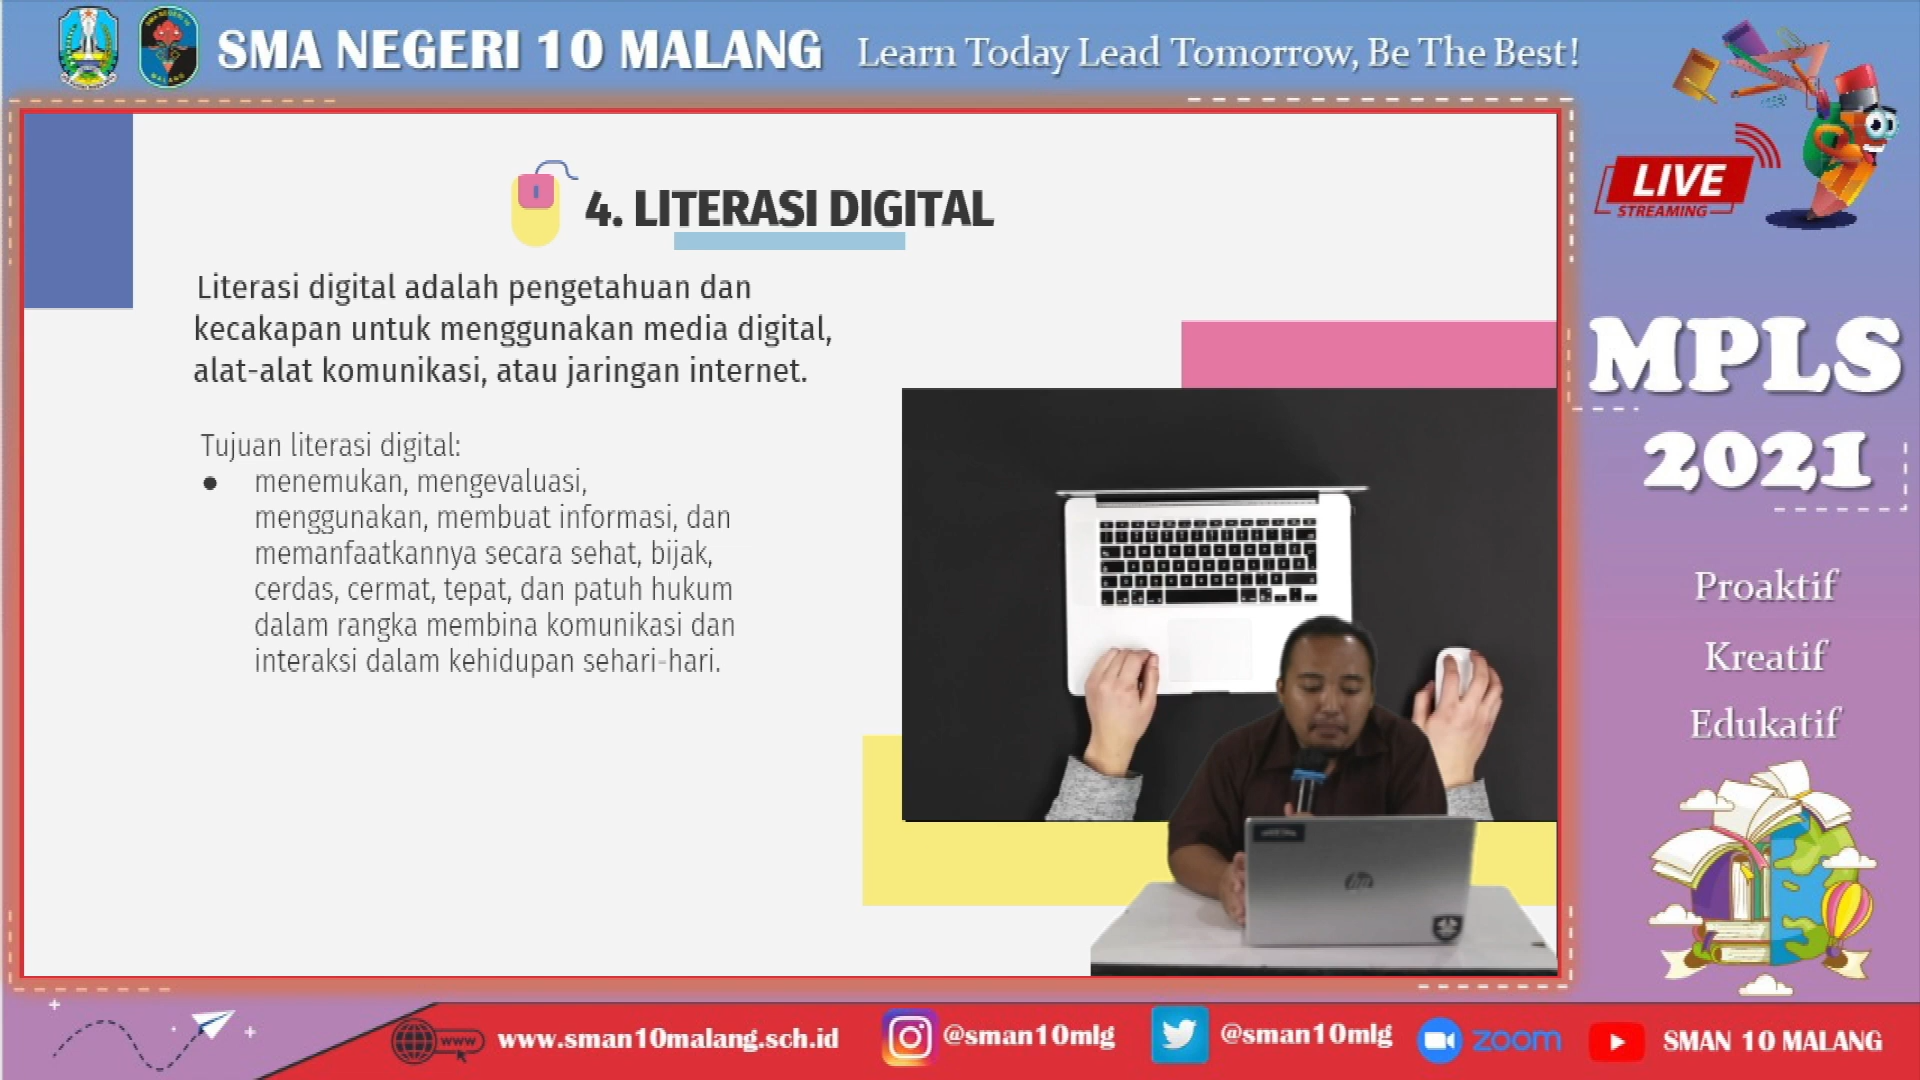 SMA NEGERI 10 MALANG
Learn Today Lead Tomorrow, Be The Best!
LIVE
STREAMING
4. LITERASI DIGITAL
Literasi digital adalah pengetahuan dan
kecakapan untuk menggunakan media digital,
alat-alat komunikasi, atau jaringan internet.
Tujuan literasi digital:
● menemukan, mengevaluasi,
menggunakan, membuat informasi, dan
memanfaatkannya secara sehat, bijak,
cerdas, cermat, tepat, dan patuh hukum
dalam rangka membina komunikasi dan
interaksi dalam kehidupan sehari-hari.
MPLS
2021
Proaktif
Kreatif
Edukatif
hp
www
www.sman10malang.sch.id
@sman10mlg
@sman10mlg
zoom
SMAN 10 MALANG